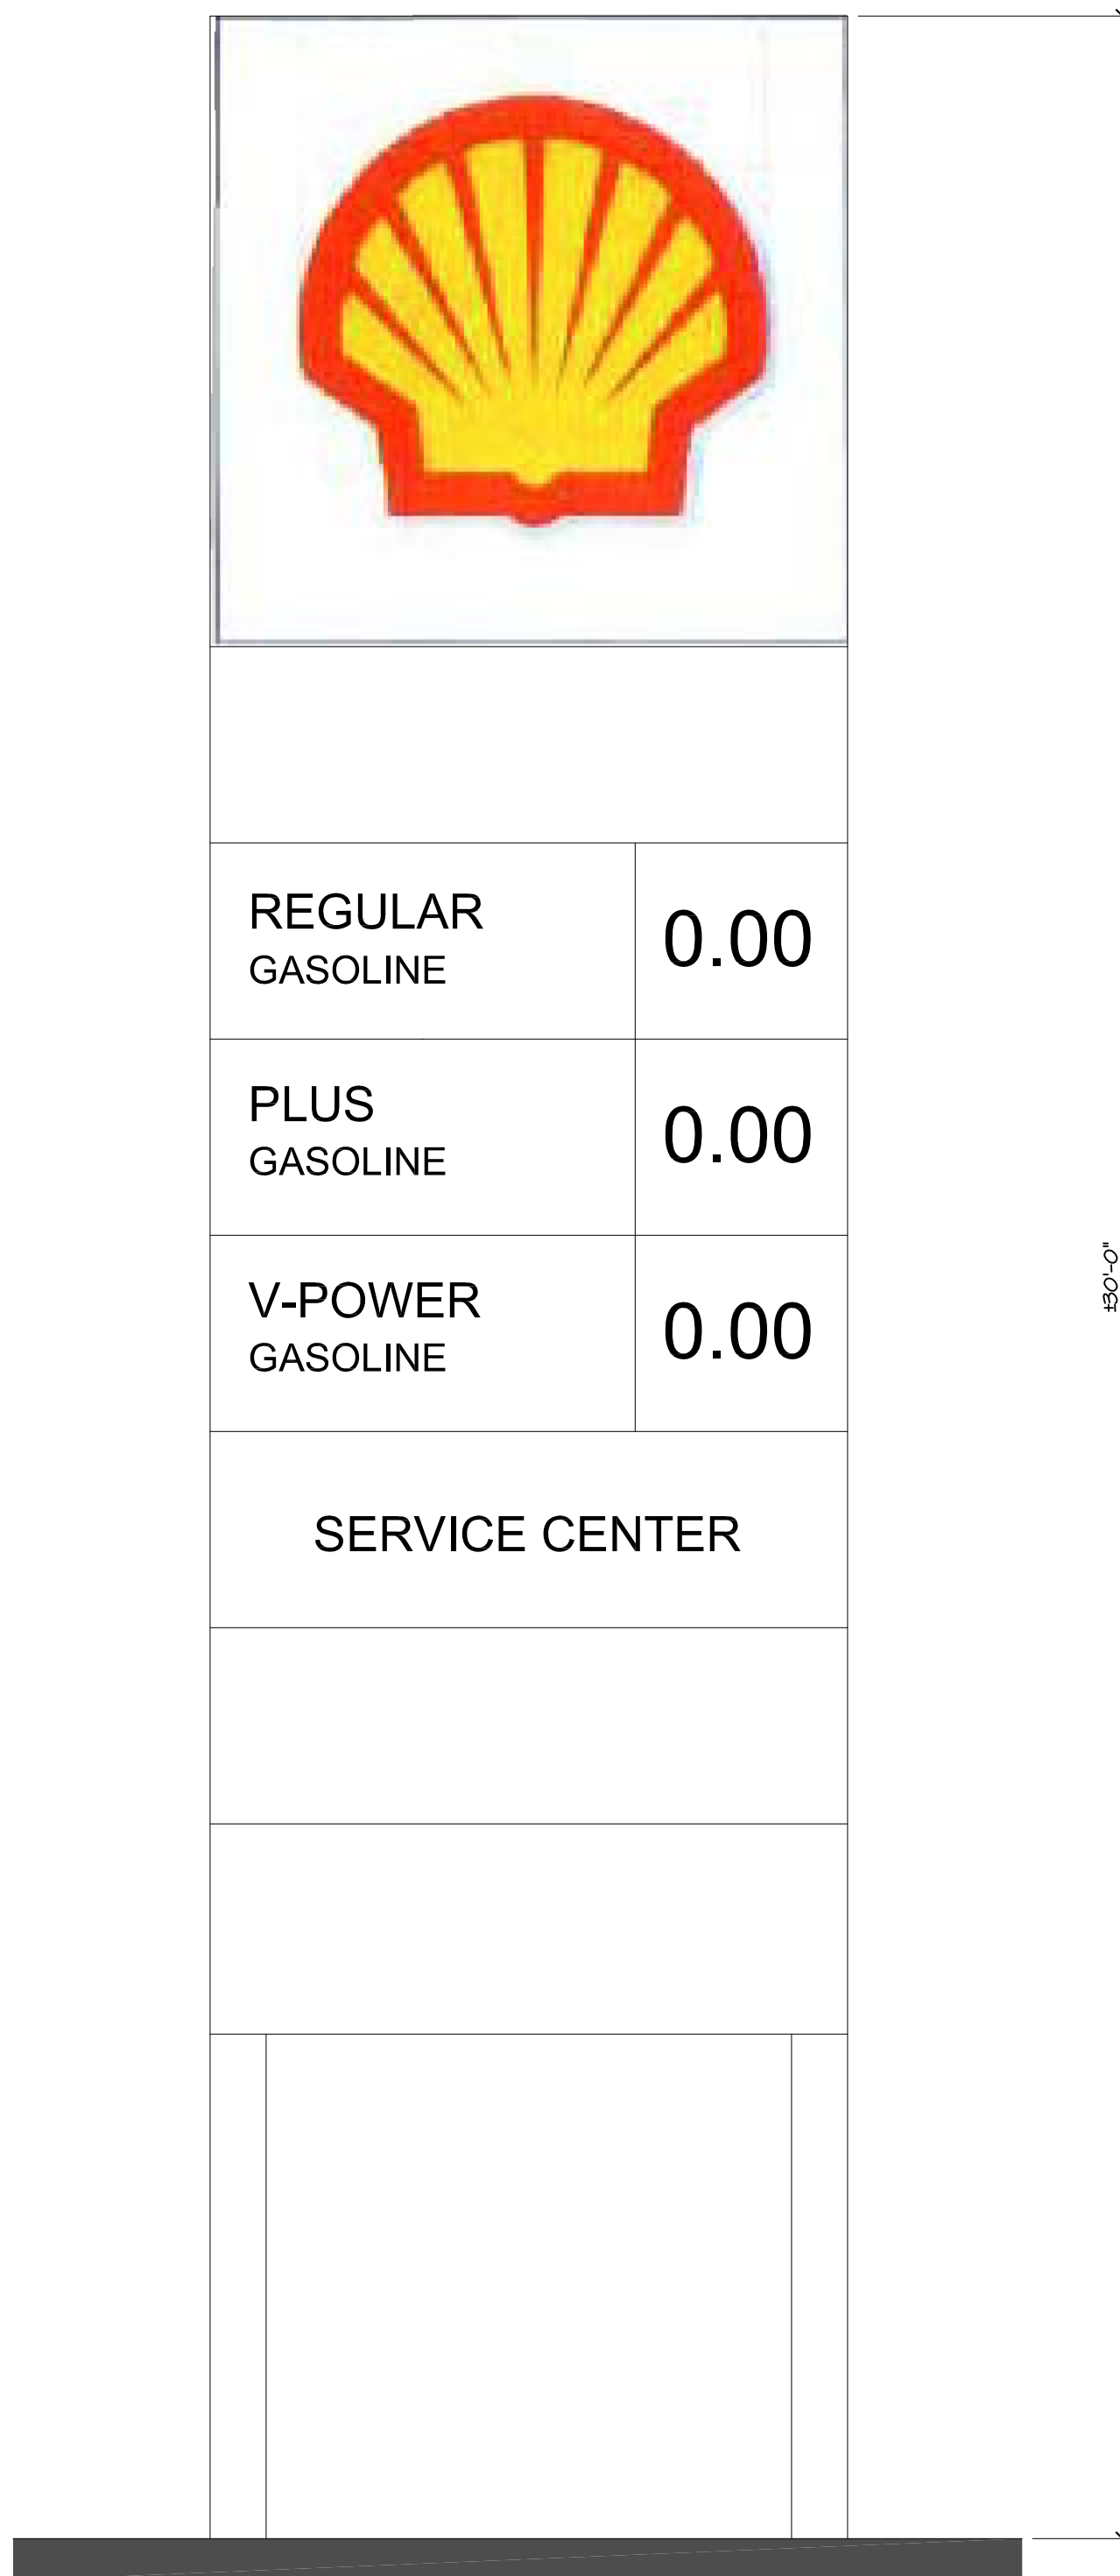 REGULAR
GASOLINE
0.00
PLUS
GASOLINE
0.00
V-POWER
GASOLINE
0.00
SERVICE CENTER
±30'-0"